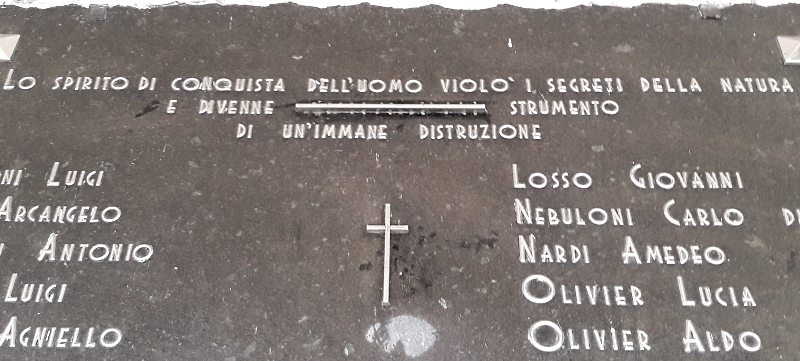 LO SPIRITO DI CONQUISTA DELL'UOMO VIOLO' I SEGRETI DELLA NATURA
E DIVENNE STRUMENTO
DI UN'IMMANE DISTRUZIONE
LUIGI
ARCANGELO
ANTONIO
LUIGI
AGNIELLO
LOSSO GIOVANNI
NEBULONI CARLO DI
NARDI AMEDEO
OLIVIER LUCIA
OLIVIER ALDO